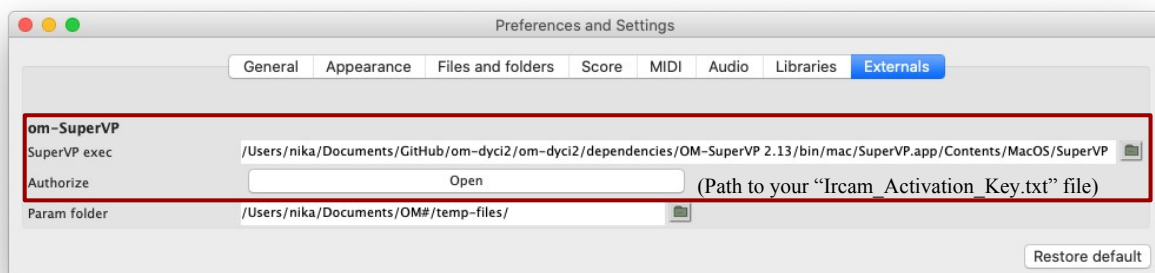 Preferences and Settings
General Appearance Files and folders Score MIDI Audio Libraries Externals
om-SuperVP
SuperVP exec /Users/nika/Documents/GitHub/om-dyci2/om-dyci2/dependencies/OM-SuperVP 2.13/bin/mac/SuperVP.app/Contents/MacOS/SuperVP
Authorize Open (Path to your “Ircam_Activation_Key.txt” file)
Param folder /Users/nika/Documents/OM#/temp-files/
Restore default